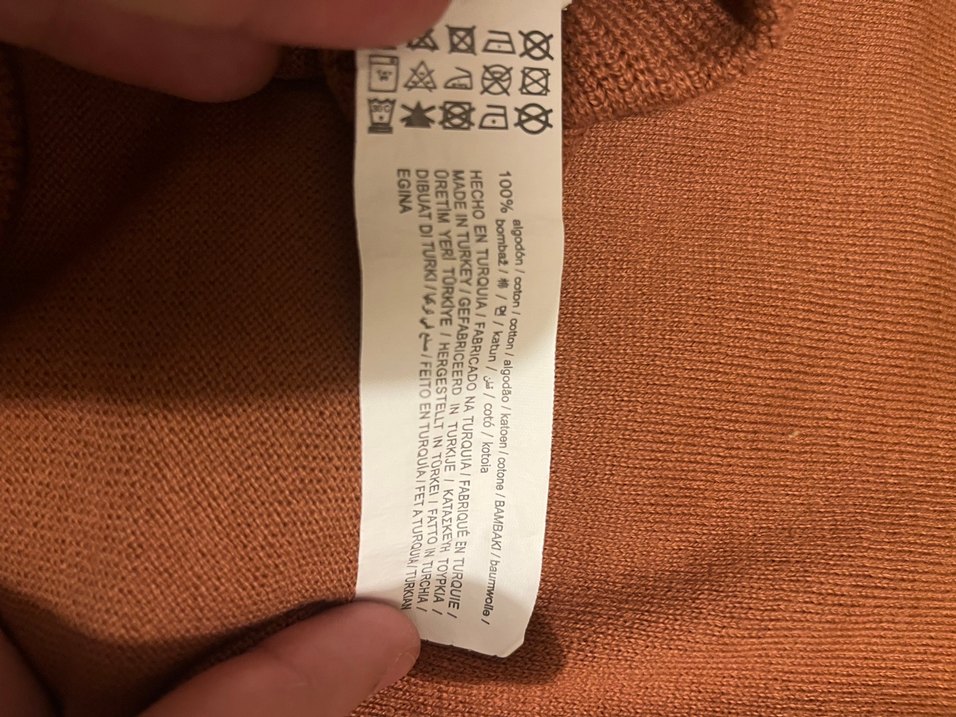 100% algodón / coton / cotton / algodão / katoen / cotone / BAMBAKI / baumwolle /
bombaž / 棉 / 면 / katun / قطن / cotó / kotoia
HECHO EN TURQUIA / FABRICADO NA TURQUIA / FABRIQUÉ EN TURQUIE /
MADE IN TURKEY / GEFABRICEERD IN TURKIJE / ΚΑΤΑΣΚΕΥΗ ΤΟΥΡΚΙΑ /
ÜRETİM YERİ TÜRKİYE / HERGESTELLT IN TÜRKEI / FATTO IN TURCHIA /
DIBUAT DI TURKI / صنع في تركيا / FEITO EN TURQUÍA / FET A TURQUIA / TURKIAN
EGINA